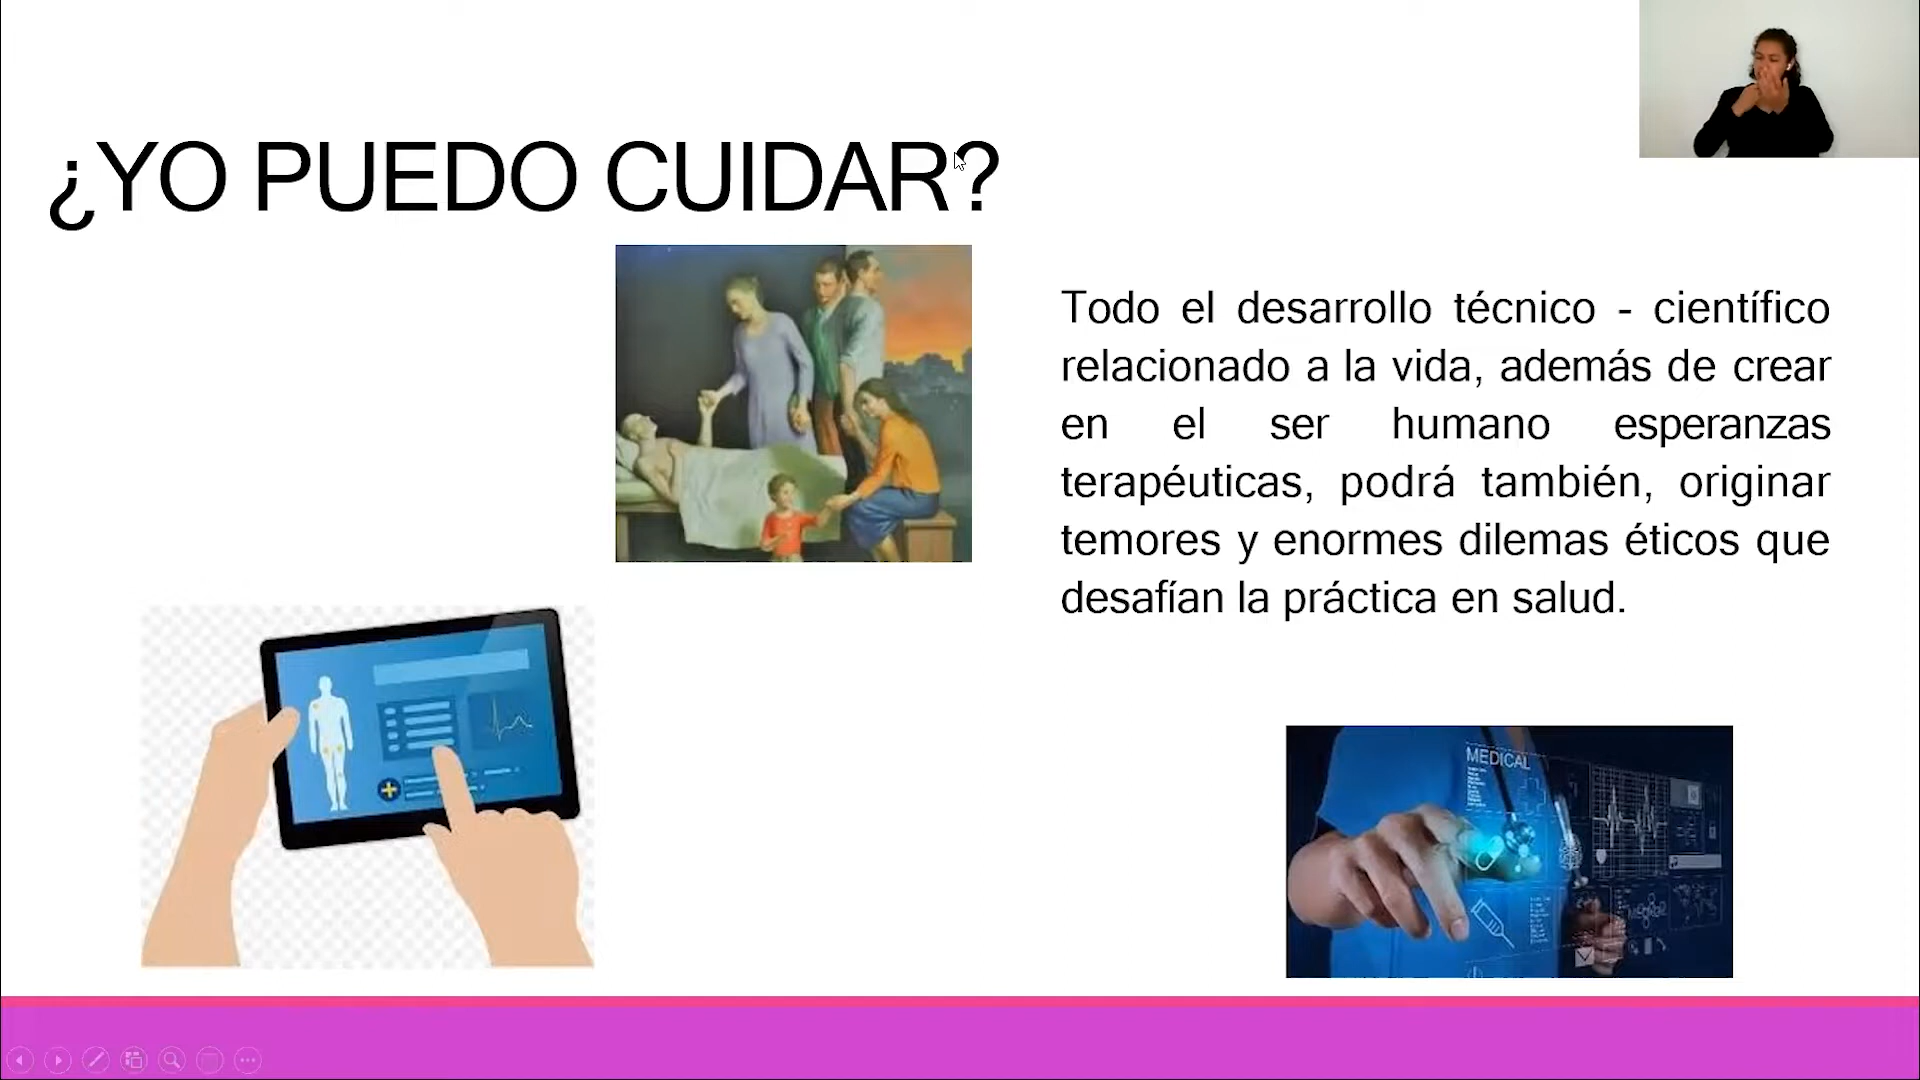 ¿YO PUEDO CUIDAR?
Todo el desarrollo técnico - científico
relacionado a la vida, además de crear
en el ser humano esperanzas
terapéuticas, podrá también, originar
temores y enormes dilemas éticos que
desafían la práctica en salud.
MEDICAL